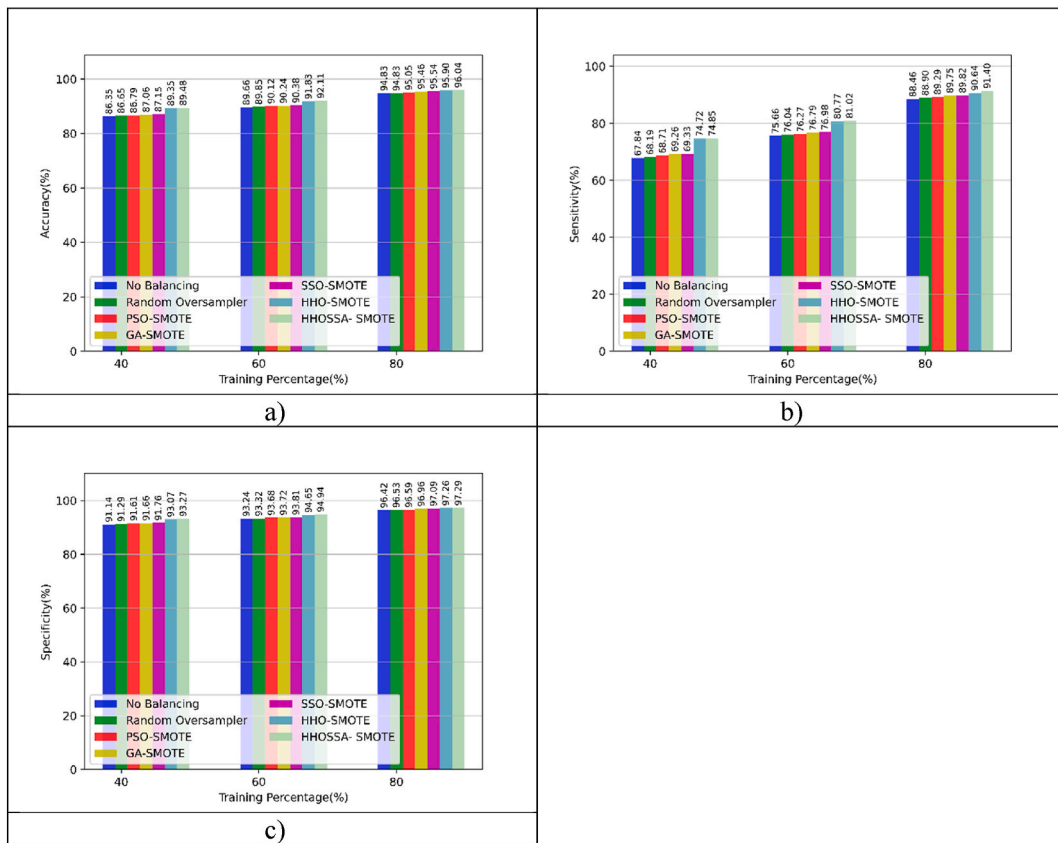 86.35 86.65 86.79 87.06 87.15 89.35 89.48
89.66 89.85 90.12 90.24 90.38 91.83 92.11
94.83 94.83 95.05 95.46 95.54 95.90 96.04
100
80
60
40
20
0
Accuracy(%)
No Balancing
Random Oversampler
PSO-SMOTE
GA-SMOTE
SSO-SMOTE
HHO-SMOTE
HHOSSA- SMOTE
40 60 80
Training Percentage(%)
a)
67.84 68.19 68.71 69.26 69.33 74.72 74.85
75.66 76.04 76.27 76.79 76.98 80.77 81.02
88.46 88.90 89.29 89.75 89.82 90.64 91.40
100
80
60
40
20
0
Sensitivity(%)
No Balancing
Random Oversampler
PSO-SMOTE
GA-SMOTE
SSO-SMOTE
HHO-SMOTE
HHOSSA- SMOTE
40 60 80
Training Percentage(%)
b)
91.14 91.29 91.61 91.66 91.76 93.07 93.27
93.24 93.32 93.68 93.72 93.81 94.65 94.94
96.42 96.53 96.59 96.96 97.09 97.26 97.29
100
80
60
40
20
0
Specificity(%)
No Balancing
Random Oversampler
PSO-SMOTE
GA-SMOTE
SSO-SMOTE
HHO-SMOTE
HHOSSA- SMOTE
40 60 80
Training Percentage(%)
c)